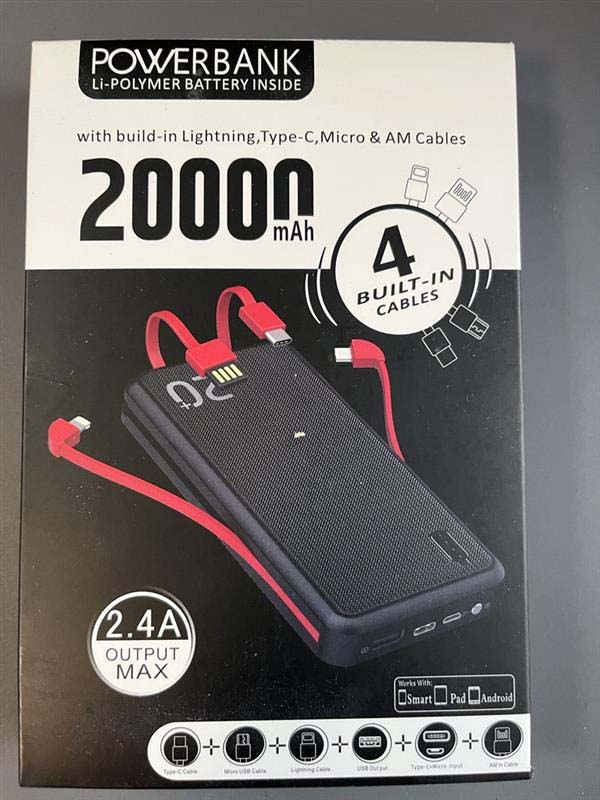 POWERBANK
Li-POLYMER BATTERY INSIDE
with build-in Lightning,Type-C,Micro & AM Cables
20000
mAh
4
BUILT-IN
CABLES
20+
2.4A
OUTPUT
MAX
Works With:
Smart Pad Android
Type-C Cable + Micro USB Cable + Lightning Cable + USB Output + Type-C+Micro Input + AM in Cable